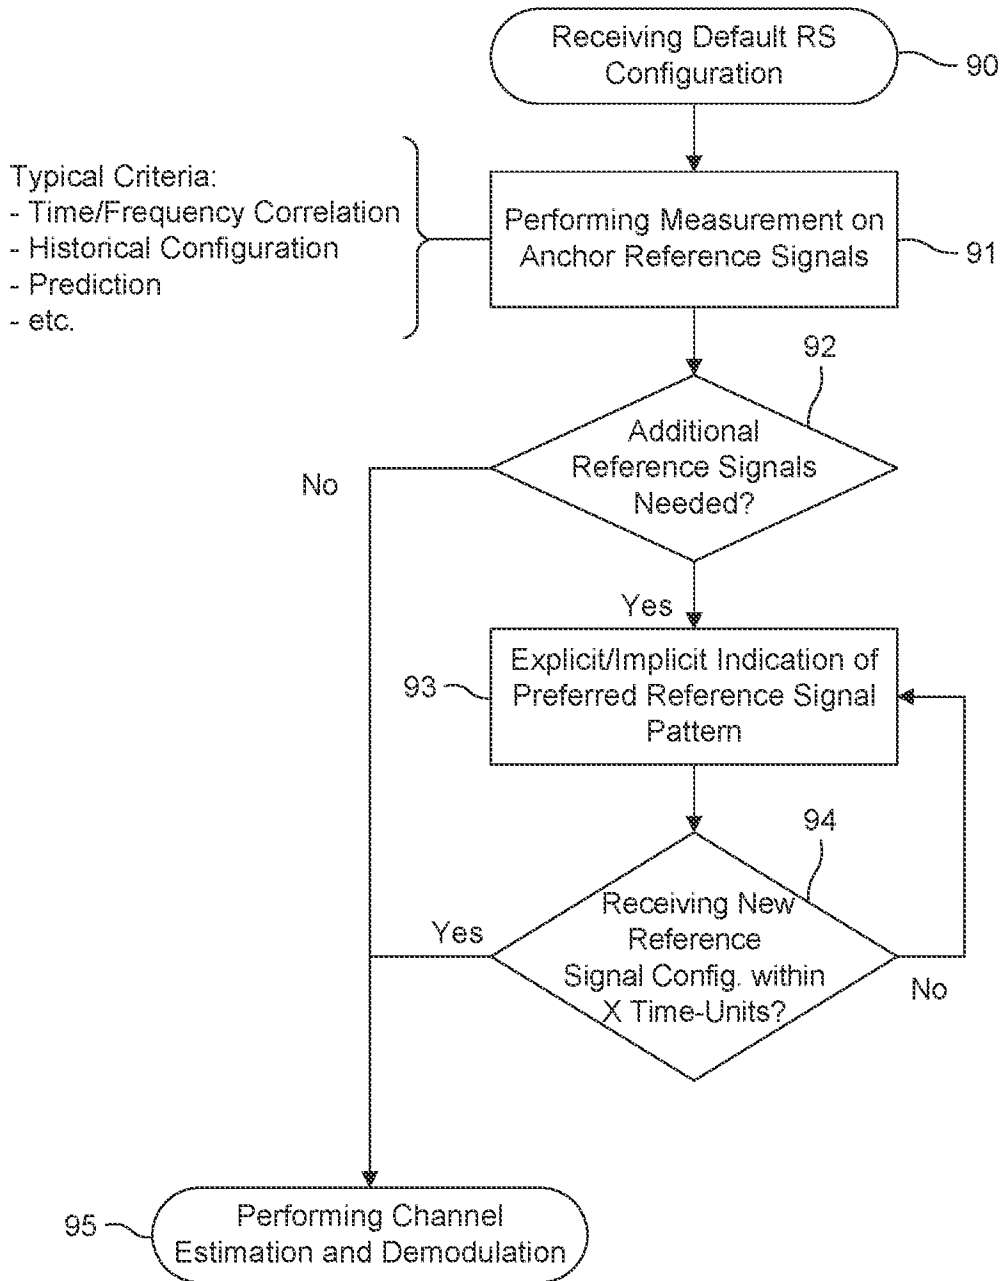 Receiving Default RS
Configuration
90
Typical Criteria:
- Time/Frequency Correlation
- Historical Configuration
- Prediction
- etc.
Performing Measurement on
Anchor Reference Signals
91
92
Additional
Reference Signals
Needed?
No
Yes
93
Explicit/Implicit Indication of
Preferred Reference Signal
Pattern
94
Receiving New
Reference
Signal Config. within
X Time-Units?
Yes
No
95
Performing Channel
Estimation and Demodulation